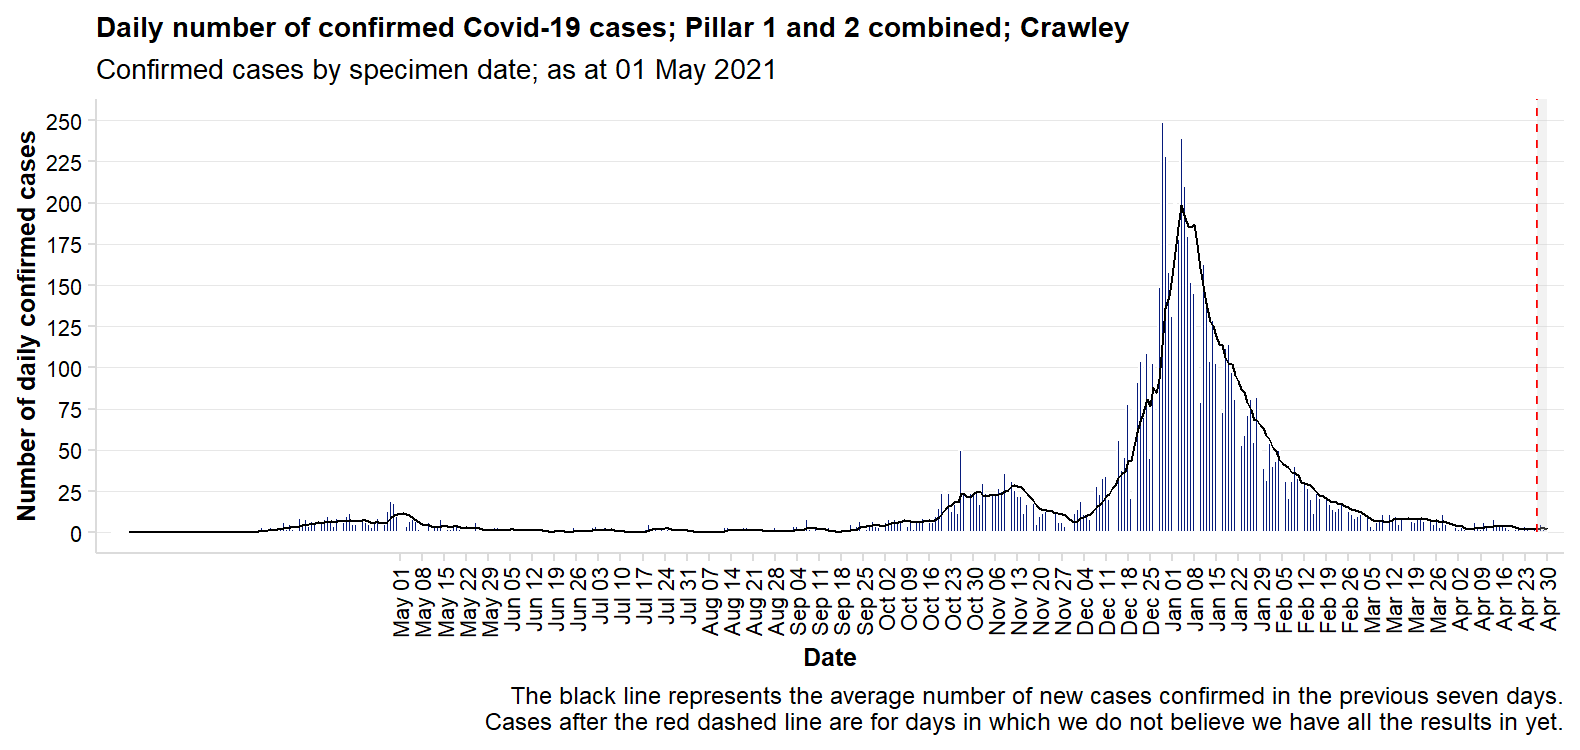 Daily number of confirmed Covid-19 cases; Pillar 1 and 2 combined; Crawley
Confirmed cases by specimen date; as at 01 May 2021
Number of daily confirmed cases
250
225
200
175
150
125
100
75
50
25
0
May 01
May 08
May 15
May 22
May 29
Jun 05
Jun 12
Jun 19
Jun 26
Jul 03
Jul 10
Jul 17
Jul 24
Jul 31
Aug 07
Aug 14
Aug 21
Aug 28
Sep 04
Sep 11
Sep 18
Sep 25
Oct 02
Oct 09
Oct 16
Oct 23
Oct 30
Nov 06
Nov 13
Nov 20
Nov 27
Dec 04
Dec 11
Dec 18
Dec 25
Jan 01
Jan 08
Jan 15
Jan 22
Jan 29
Feb 05
Feb 12
Feb 19
Feb 26
Mar 05
Mar 12
Mar 19
Mar 26
Apr 02
Apr 09
Apr 16
Apr 23
Apr 30
Date
The black line represents the average number of new cases confirmed in the previous seven days.
Cases after the red dashed line are for days in which we do not believe we have all the results in yet.